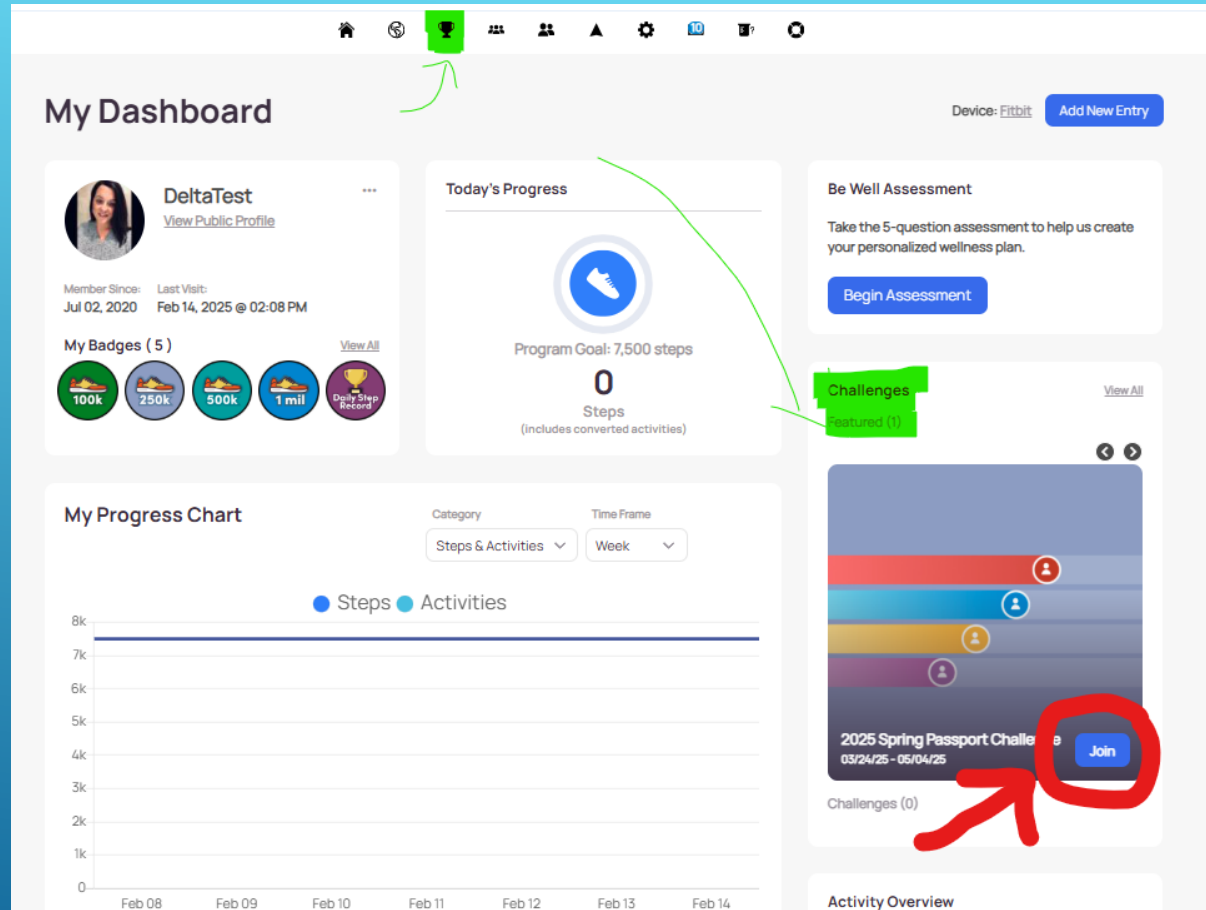 10
My Dashboard
Device: Fitbit
Add New Entry
DeltaTest
View Public Profile
Member Since:
Last Visit:
Jul 02, 2020
Feb 14, 2025 @ 02:08 PM
My Badges ( 5 )
View All
100k
250k
500k
1 mil
Daily Step
Record
Today's Progress
Program Goal: 7,500 steps
0
Steps
(includes converted activities)
Be Well Assessment
Take the 5-question assessment to help us create
your personalized wellness plan.
Begin Assessment
Challenges
View All
Featured (1)
2025 Spring Passport Challe e
03/24/25 - 05/04/25
Join
Challenges (0)
My Progress Chart
Category
Time Frame
Steps & Activities
Week
Steps
Activities
8k
7k
6k
5k
4k
3k
2k
1k
0
Feb 08
Feb 09
Feb 10
Feb 11
Feb 12
Feb 13
Feb 14
Activity Overview